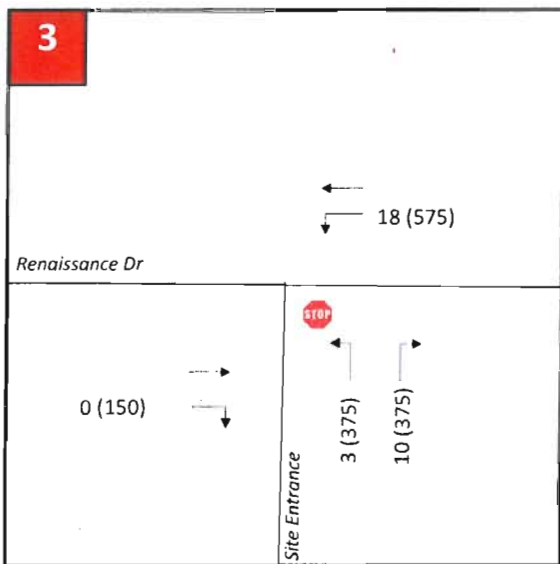 3
18 (575)
Renaissance Dr
STOP
0 (150)
3 (375)
10 (375)
Site Entrance